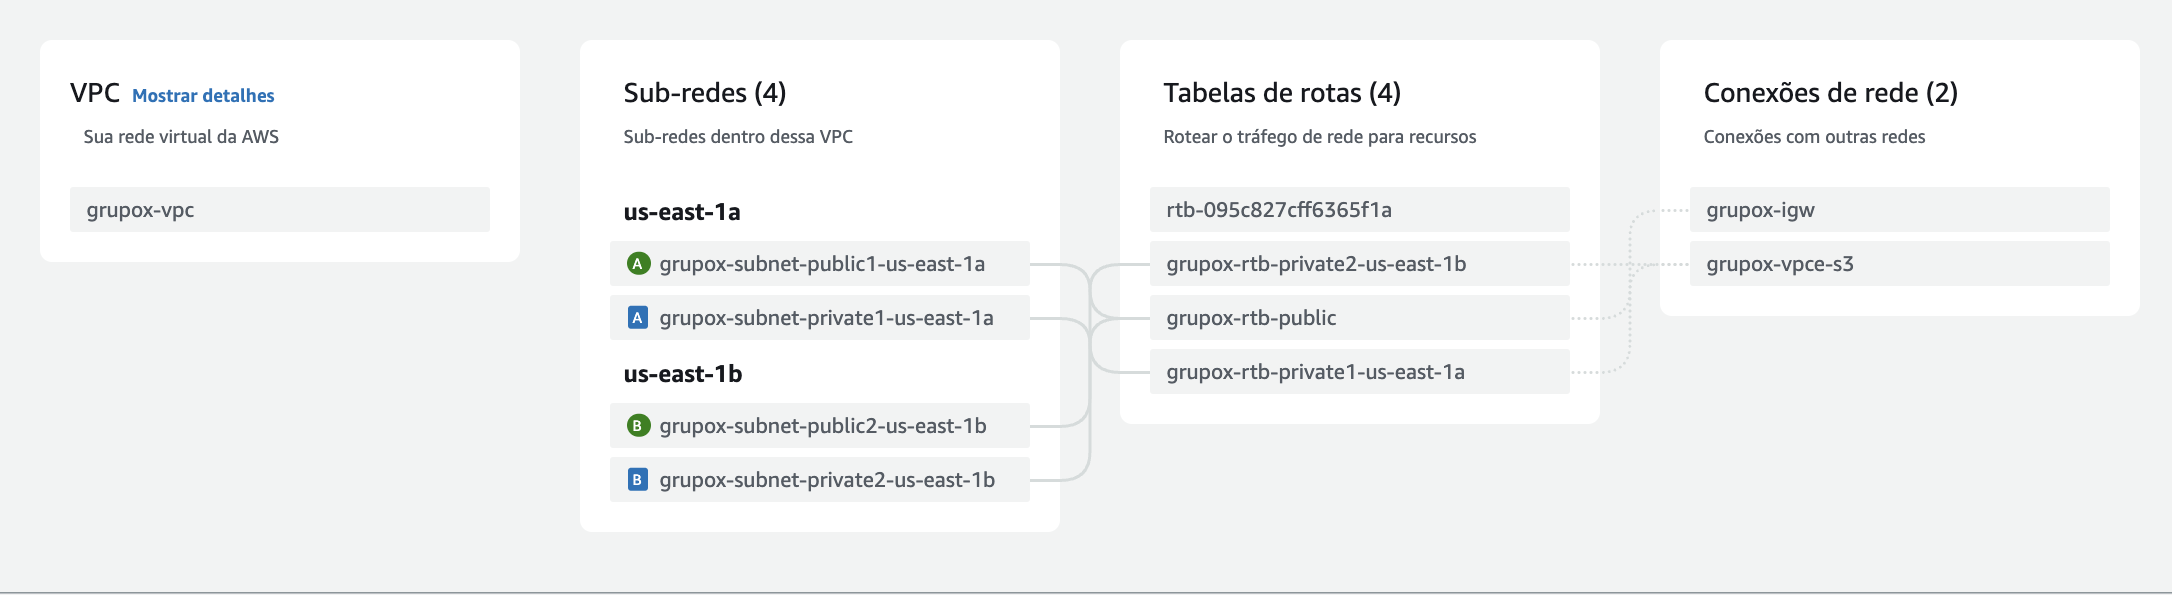 VPC Mostrar detalhes
Sua rede virtual da AWS
grupox-vpc
Sub-redes (4)
Sub-redes dentro dessa VPC
us-east-1a
A grupox-subnet-public1-us-east-1a
A grupox-subnet-private1-us-east-1a
us-east-1b
B grupox-subnet-public2-us-east-1b
B grupox-subnet-private2-us-east-1b
Tabelas de rotas (4)
Rotear o tráfego de rede para recursos
rtb-095c827cff6365f1a
grupox-rtb-private2-us-east-1b
grupox-rtb-public
grupox-rtb-private1-us-east-1a
Conexões de rede (2)
Conexões com outras redes
grupox-igw
grupox-vpce-s3